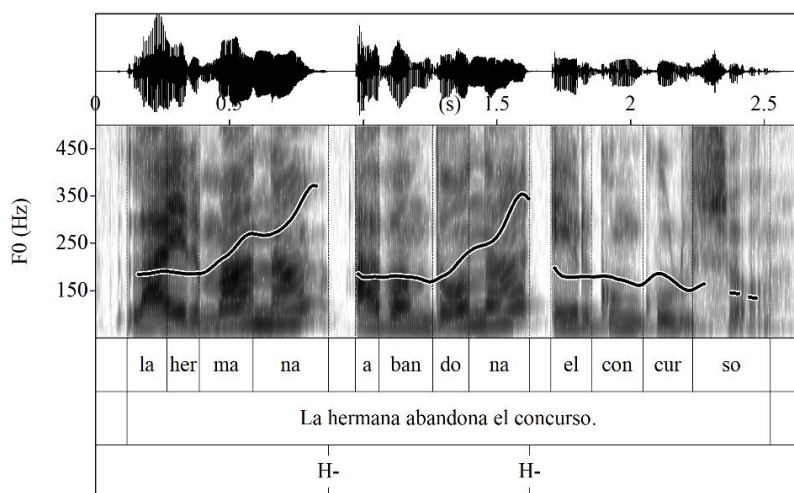 0 0.5 (s) 1.5 2 2.5
450
350
250
150
F0 (Hz)
la her ma na a ban do na el con cur so
La hermana abandona el concurso.
H- H-